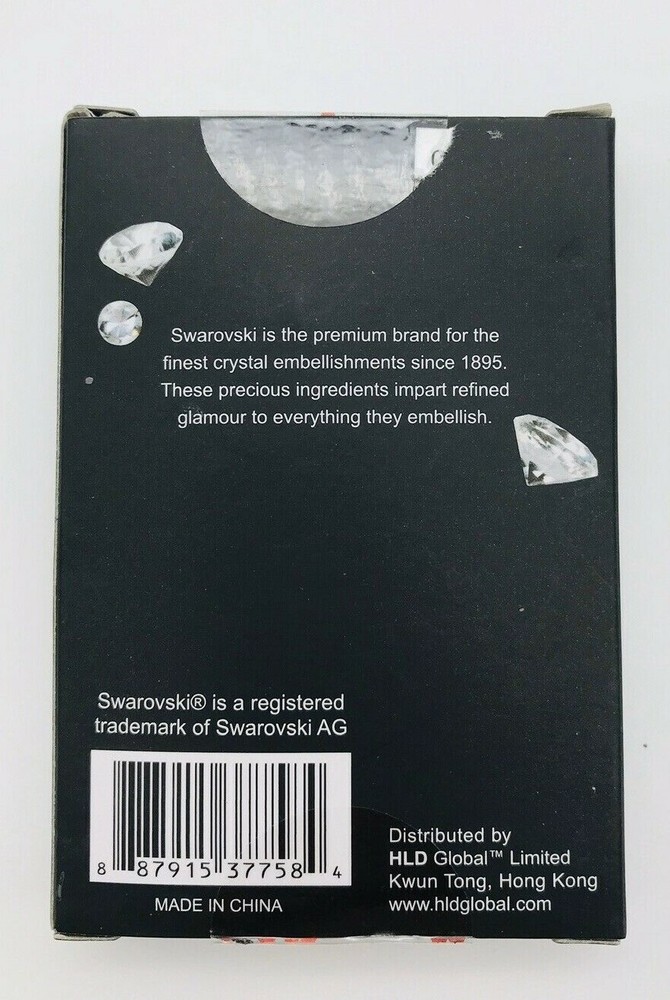 Swarovski is the premium brand for the
finest crystal embellishments since 1895.
These precious ingredients impart refined
glamour to everything they embellish.
Swarovski® is a registered
trademark of Swarovski AG
8 87915 37758 4
MADE IN CHINA
Distributed by
HLD Global™ Limited
Kwun Tong, Hong Kong
www.hldglobal.com